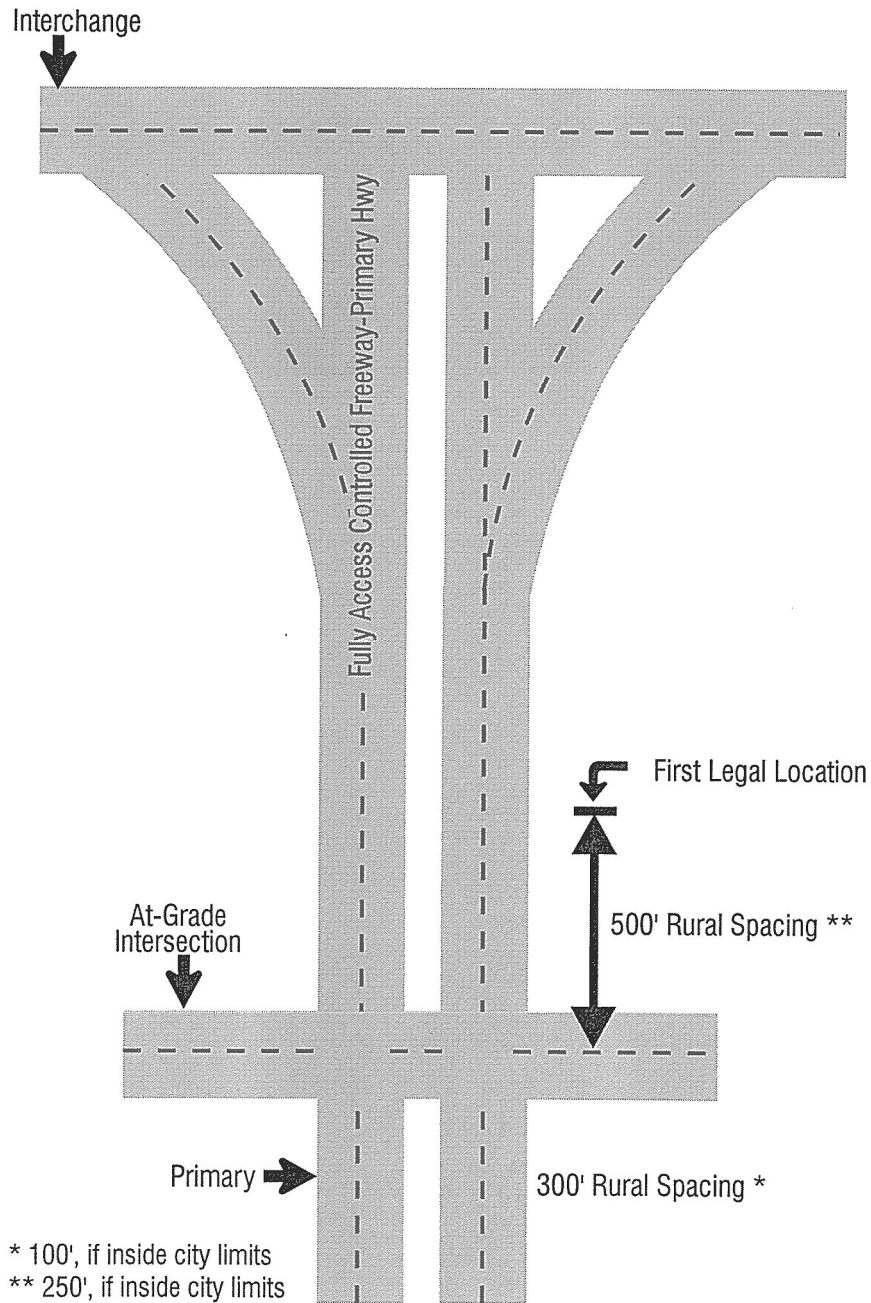 Interchange
Fully Access Controlled Freeway-Primary Hwy
First Legal Location
500' Rural Spacing **
At-Grade
Intersection
Primary
300' Rural Spacing *
* 100', if inside city limits
** 250', if inside city limits